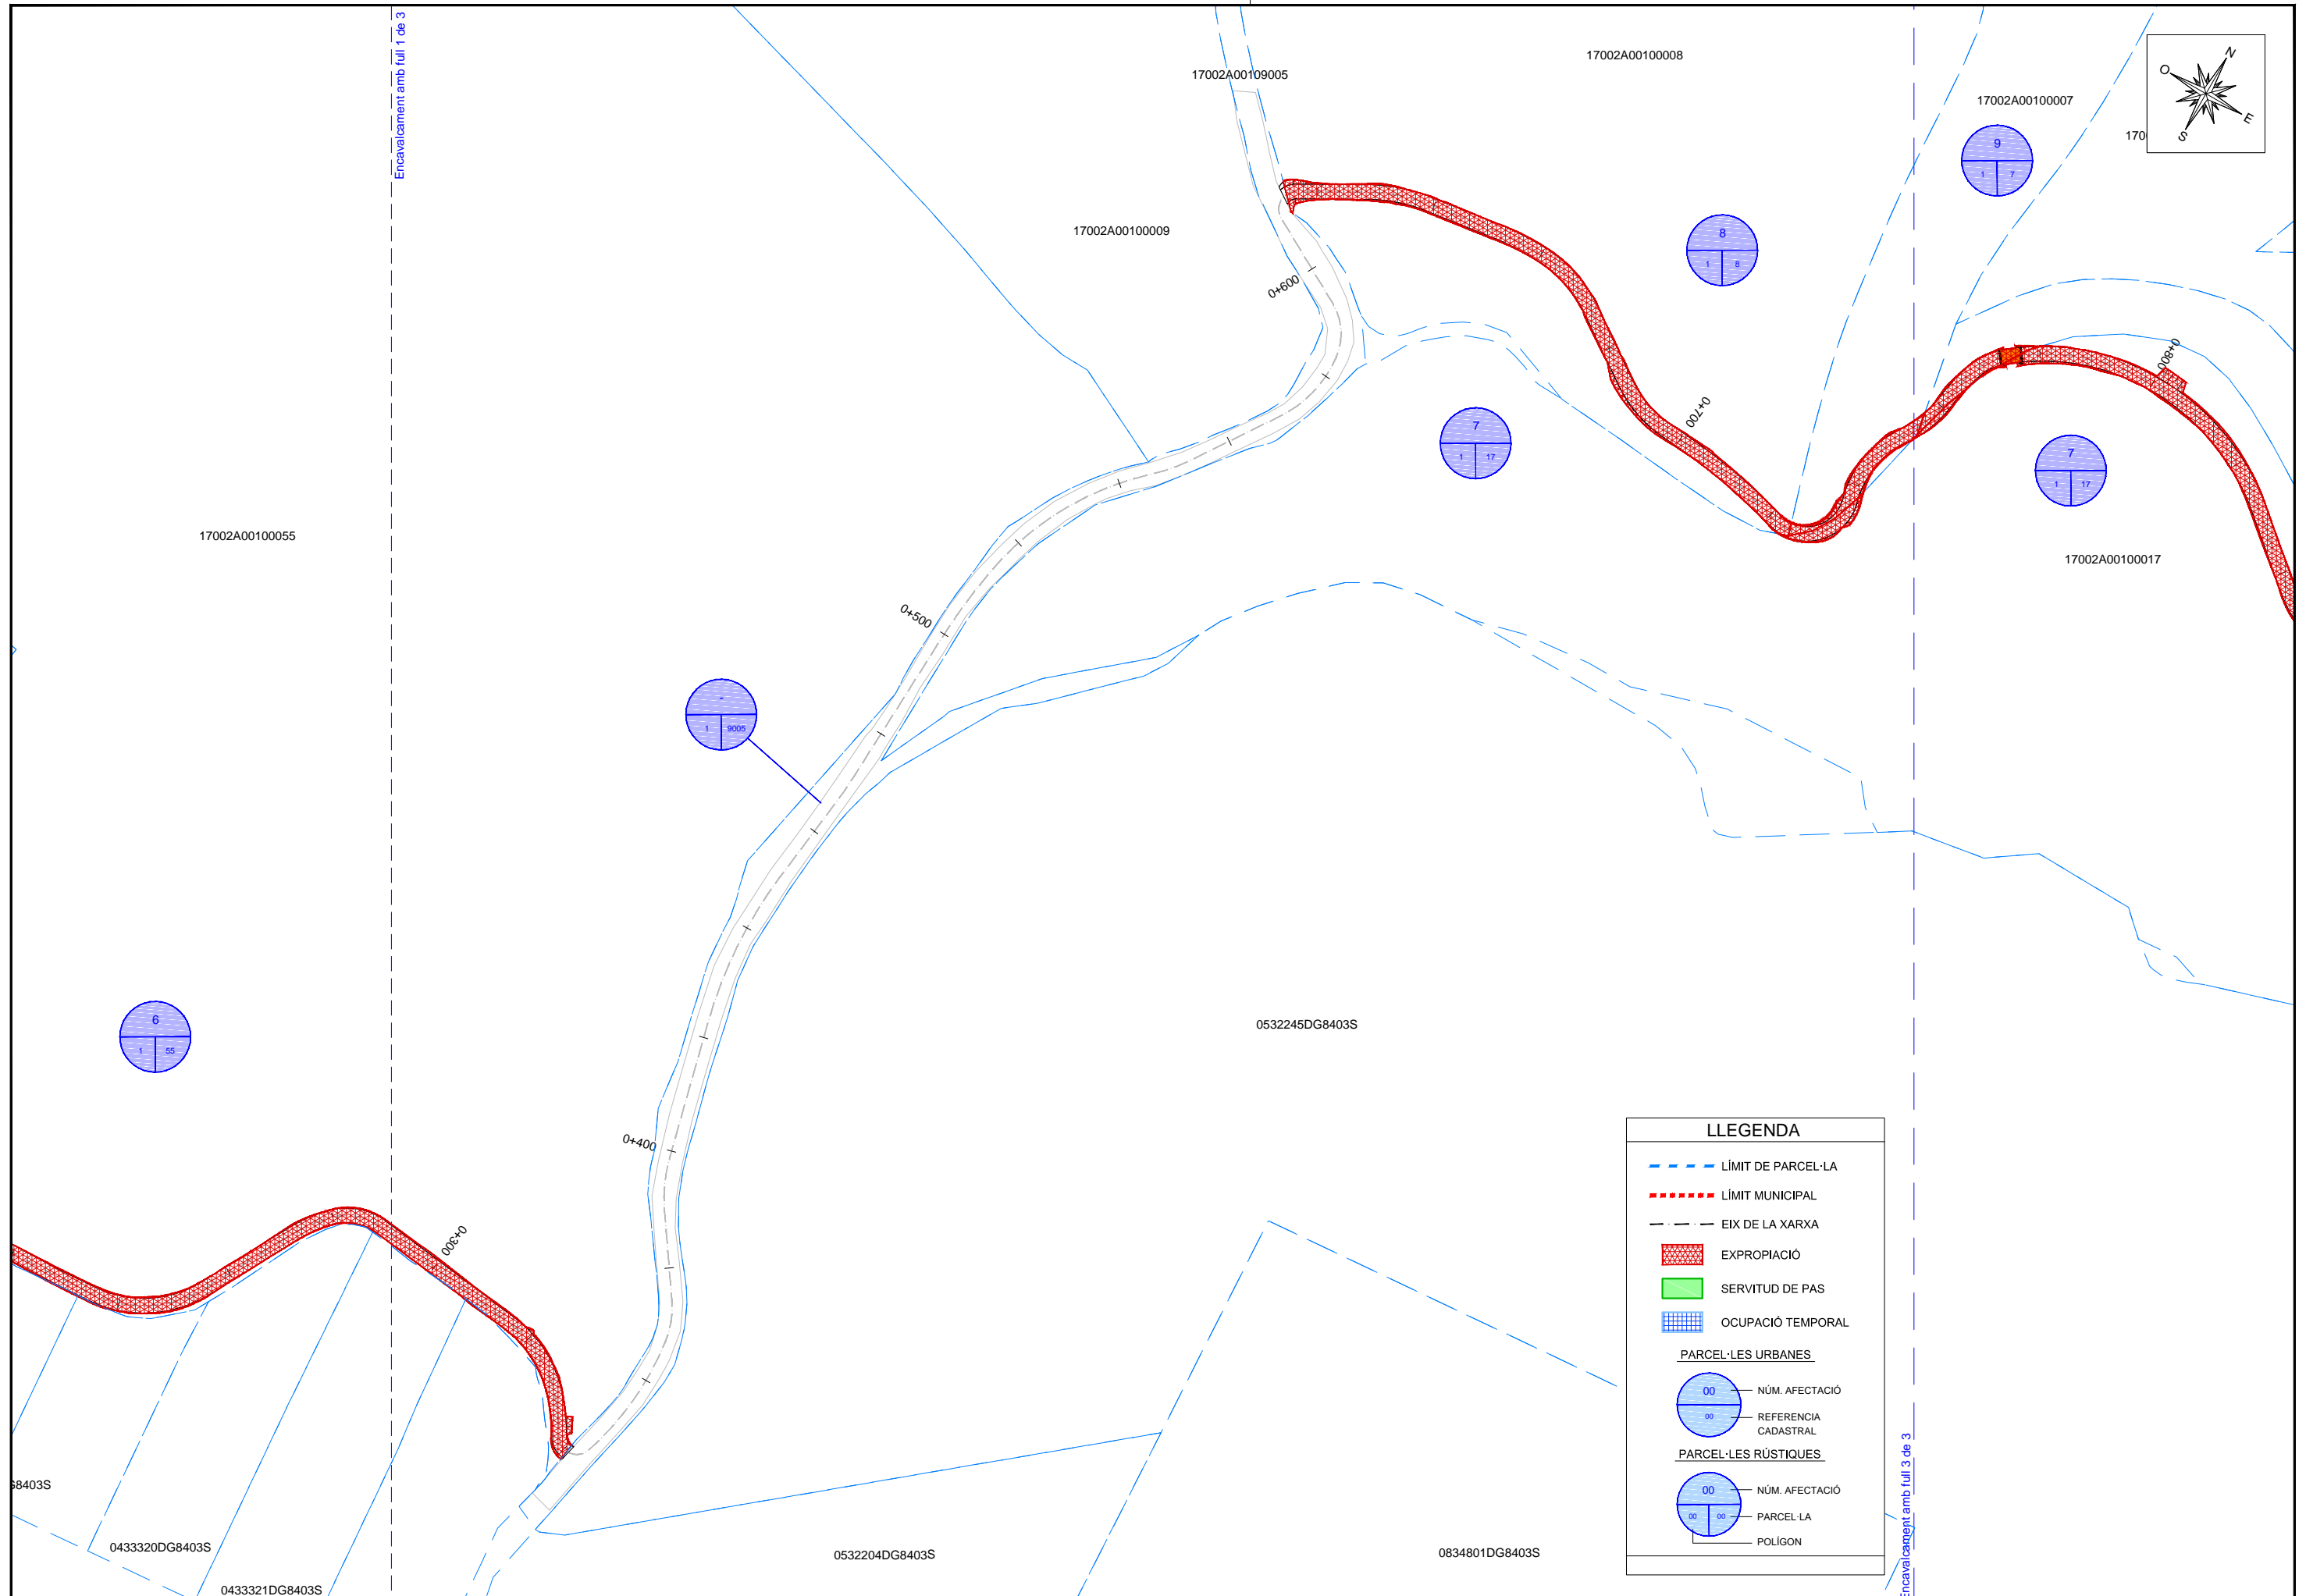 Encavalcament amb full 1 de 3
17002A00109005
17002A00100008
17002A00100007
170
N
O
E
S
9
1 7
17002A00100009
8
1 8
0+600
0+800
0+700
7
1 17
7
1 17
17002A00100055
17002A00100017
0+500
-
1 9005
6
1 55
0532245DG8403S
0+400
0+300
LLEGENDA
LÍMIT DE PARCEL·LA
LÍMIT MUNICIPAL
EIX DE LA XARXA
EXPROPIACIÓ
SERVITUD DE PAS
OCUPACIÓ TEMPORAL
PARCEL·LES URBANES
00 NÚM. AFECTACIÓ
00 REFERENCIA
CADASTRAL
PARCEL·LES RÚSTIQUES
00 NÚM. AFECTACIÓ
00 00 PARCEL·LA
POLÍGON
Encavalcament amb full 3 de 3
G8403S
0433320DG8403S
0433321DG8403S
0532204DG8403S
0834801DG8403S